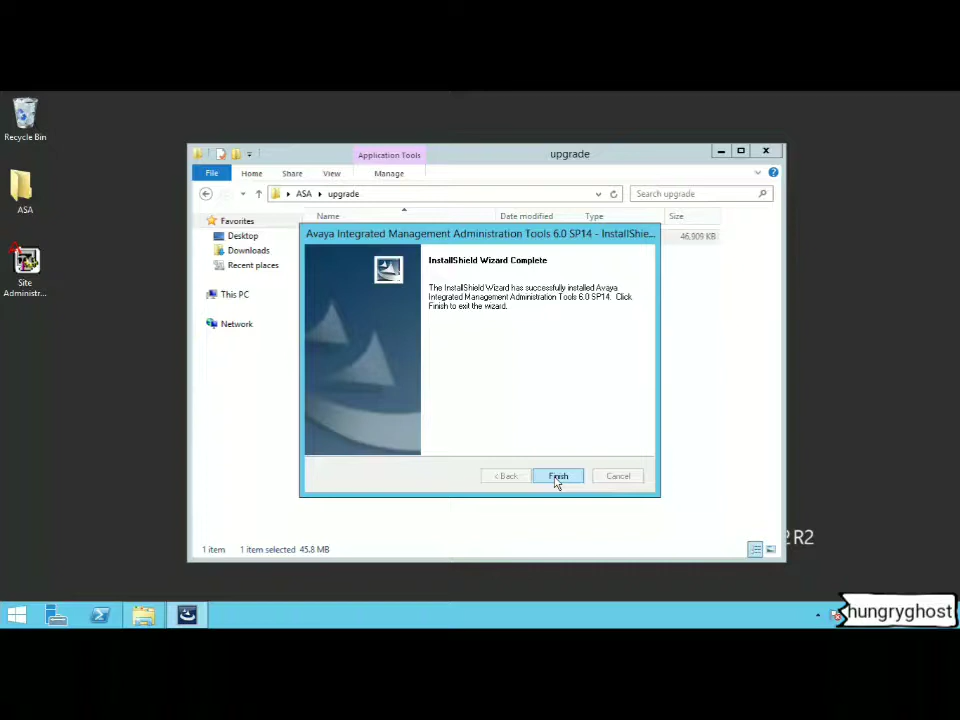 Recycle Bin
ASA
Site
Administr...
Application Tools
upgrade
File
Home
Share
View
Manage
ASA
upgrade
Search upgrade
Name
Date modified
Type
Size
46,909 KB
Favorites
Desktop
Downloads
Recent places
This PC
Network
Avaya Integrated Management Administration Tools 6.0 SP14 - InstallShie...
InstallShield Wizard Complete
The InstallShield Wizard has successfully installed Avaya
Integrated Management Administration Tools 6.0 SP14. Click
Finish to exit the wizard.
< Back
Finish
Cancel
1 item
1 item selected 45.8 MB
2 R2
hungryghost